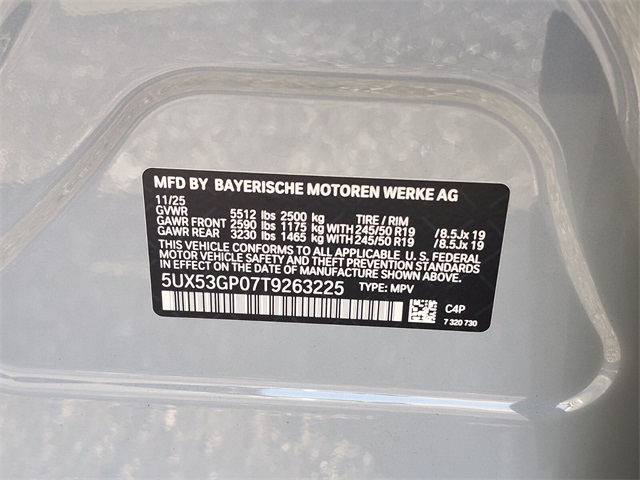 MFD BY BAYERISCHE MOTOREN WERKE AG
11/25
GVWR 5512 lbs 2500 kg TIRE / RIM
GAWR FRONT 2590 lbs 1175 kg WITH 245/50 R19 /8.5Jx 19
GAWR REAR 3230 lbs 1465 kg WITH 245/50 R19 /8.5Jx 19
THIS VEHICLE CONFORMS TO ALL APPLICABLE U. S. FEDERAL
MOTOR VEHICLE SAFETY AND THEFT PREVENTION STANDARDS
IN EFFECT ON THE DATE OF MANUFACTURE SHOWN ABOVE.
5UX53GP07T9263225 TYPE: MPV
C4P
7 320 730